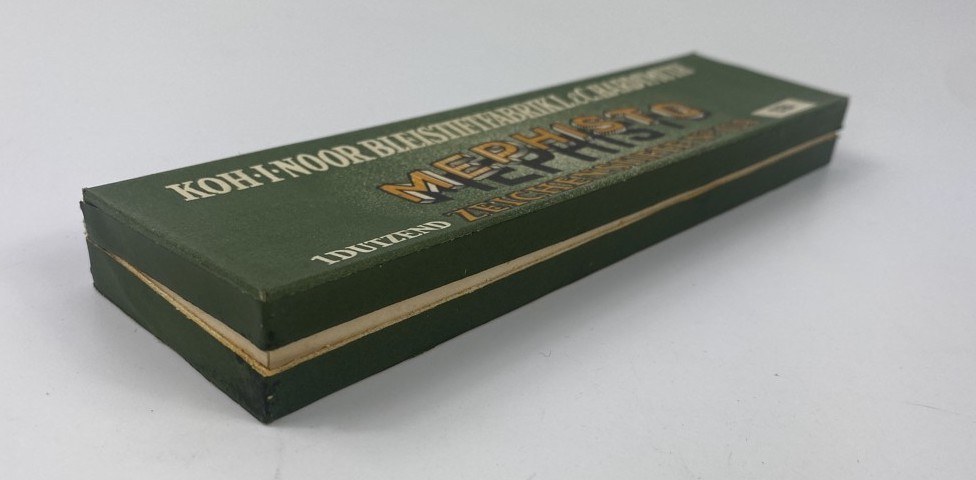 KOH·I·NOOR BLEISTIFTFABRIK L.&C. HARDTMUTH
MEPHISTO
1 DUTZEND